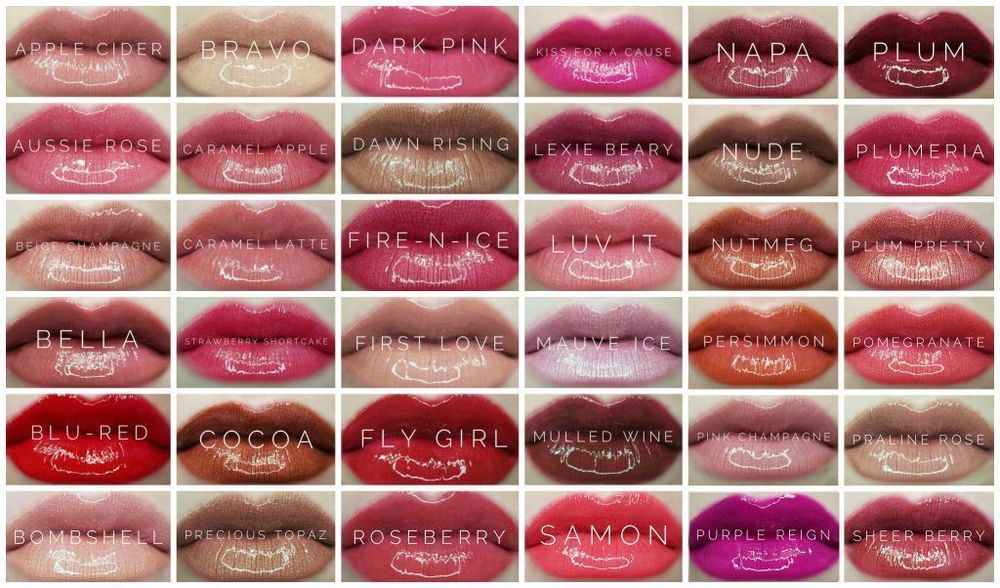 APPLE CIDER
BRAVO
DARK PINK
KISS FOR A CAUSE
NAPA
PLUM
AUSSIE ROSE
CARAMEL APPLE
DAWN RISING
LEXIE BEARY
NUDE
PLUMERIA
BEIGE CHAMPAGNE
CARAMEL LATTE
FIRE-N-ICE
LUV IT
NUTMEG
PLUM PRETTY
BELLA
STRAWBERRY SHORTCAKE
FIRST LOVE
MAUVE ICE
PERSIMMON
POMEGRANATE
BLU-RED
COCOA
FLY GIRL
MULLED WINE
PINK CHAMPAGNE
PRALINE ROSE
BOMBSHELL
PRECIOUS TOPAZ
ROSEBERRY
SAMON
PURPLE REIGN
SHEER BERRY